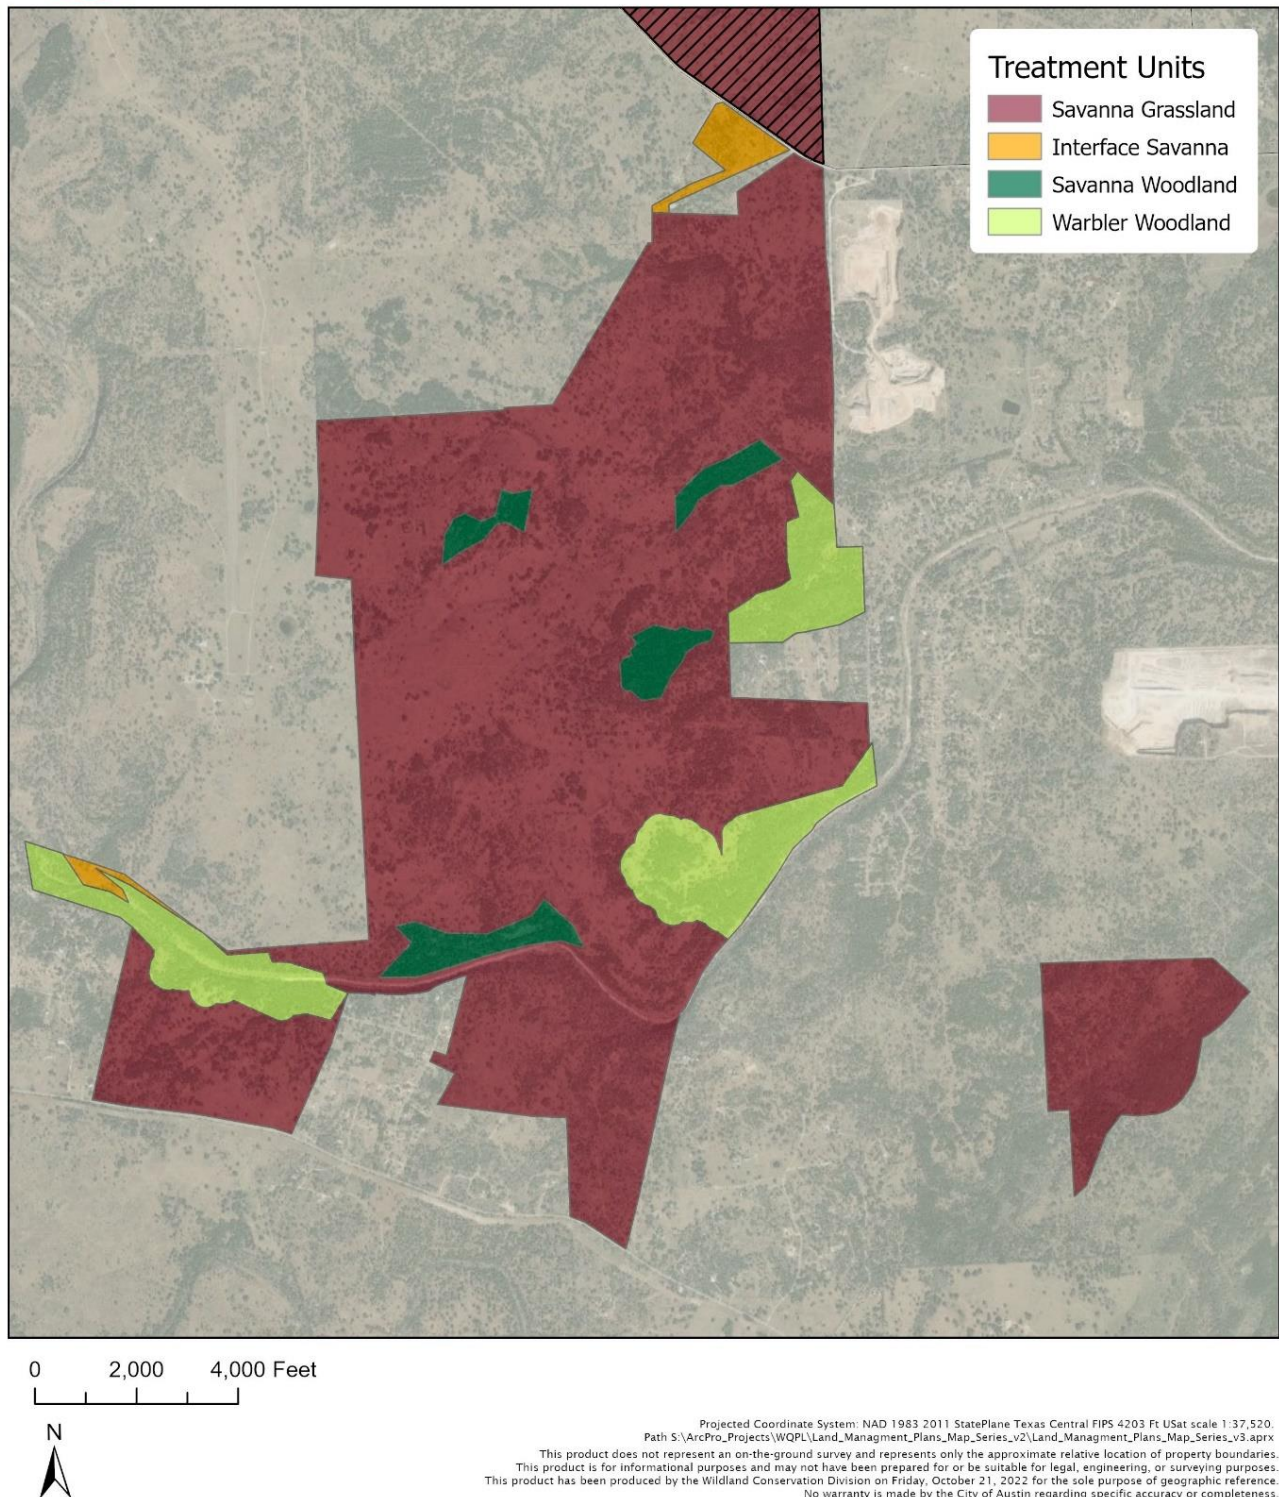 Treatment Units
Savanna Grassland
Interface Savanna
Savanna Woodland
Warbler Woodland
0 2,000 4,000 Feet
N
Projected Coordinate System: NAD 1983 2011 StatePlane Texas Central FIPS 4203 Ft USat scale 1:37,520.
Path S:\ArcPro_Projects\WQPL\Land_Managment_Plans_Map_Series_v2\Land_Managment_Plans_Map_Series_v3.aprx
This product does not represent an on-the-ground survey and represents only the approximate relative location of property boundaries.
This product is for informational purposes and may not have been prepared for or be suitable for legal, engineering, or surveying purposes.
This product has been produced by the Wildland Conservation Division on Friday, October 21, 2022 for the sole purpose of geographic reference.
No warranty is made by the City of Austin regarding specific accuracy or completeness.